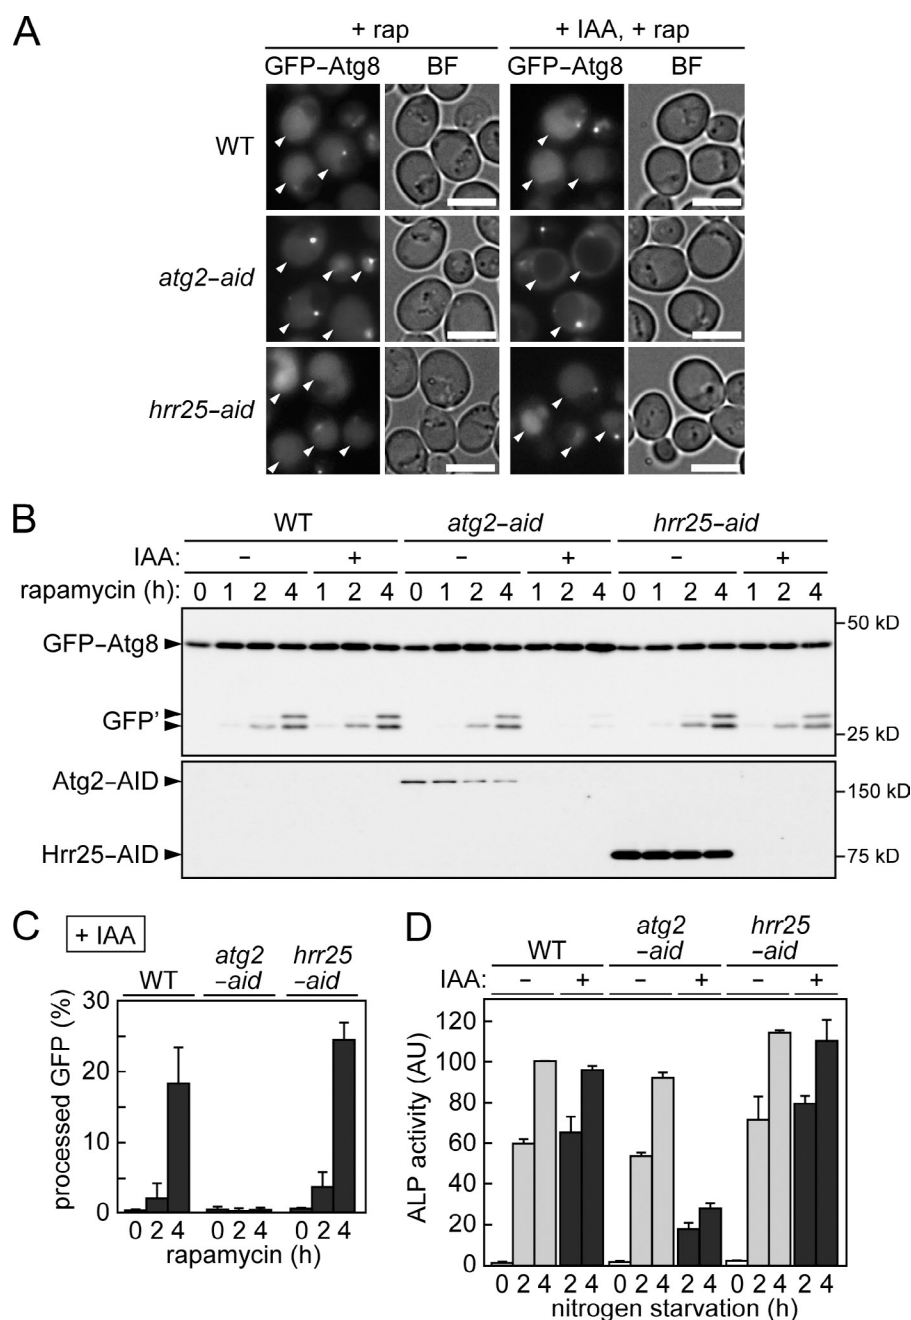 A
+ rap
+ IAA, + rap
GFP–Atg8 BF GFP–Atg8 BF
WT
atg2–aid
hrr25–aid
B
WT atg2–aid hrr25–aid
IAA: – + – + – +
rapamycin (h): 0 1 2 4 1 2 4 0 1 2 4 1 2 4 0 1 2 4 1 2 4
GFP–Atg8
50 kD
GFP’
25 kD
Atg2–AID
150 kD
Hrr25–AID
75 kD
C
+ IAA
WT atg2–aid hrr25–aid
processed GFP (%)
30
20
10
0
0 2 4 0 2 4 0 2 4
rapamycin (h)
D
WT atg2–aid hrr25–aid
IAA: – + – + – +
ALP activity (AU)
120
100
80
60
40
20
0
0 2 4 2 4 0 2 4 2 4 0 2 4 2 4
nitrogen starvation (h)